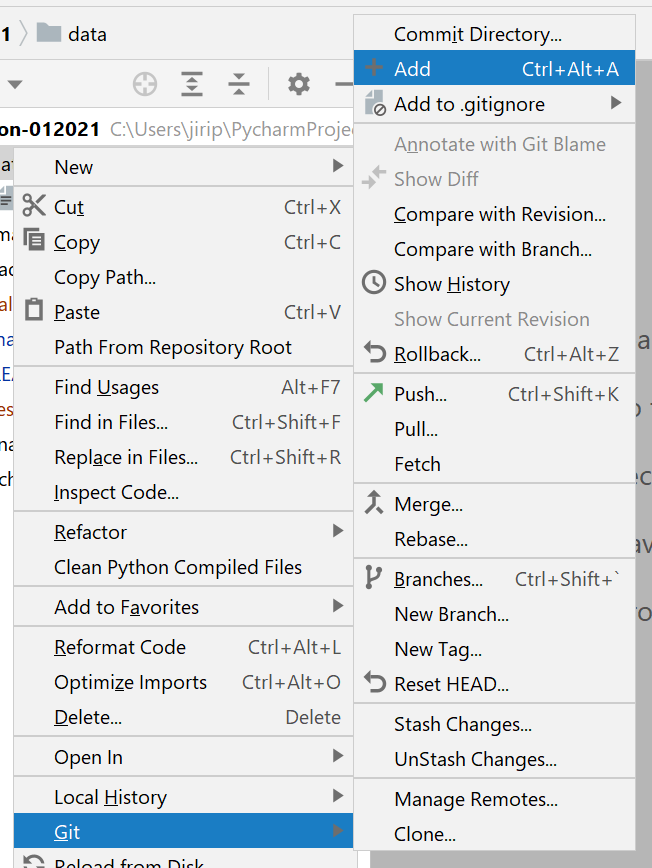 1 data
on-012021 C:\Users\jirip\PycharmProje
New
Cut Ctrl+X
Copy Ctrl+C
Copy Path...
Paste Ctrl+V
Path From Repository Root
Find Usages Alt+F7
Find in Files... Ctrl+Shift+F
Replace in Files... Ctrl+Shift+R
Inspect Code...
Refactor
Clean Python Compiled Files
Add to Favorites
Reformat Code Ctrl+Alt+L
Optimize Imports Ctrl+Alt+O
Delete... Delete
Open In
Local History
Git
Reload from Disk
Commit Directory...
Add Ctrl+Alt+A
Add to .gitignore
Annotate with Git Blame
Show Diff
Compare with Revision...
Compare with Branch...
Show History
Show Current Revision
Rollback... Ctrl+Alt+Z
Push... Ctrl+Shift+K
Pull...
Fetch
Merge...
Rebase...
Branches... Ctrl+Shift+`
New Branch...
New Tag...
Reset HEAD...
Stash Changes...
UnStash Changes...
Manage Remotes...
Clone...